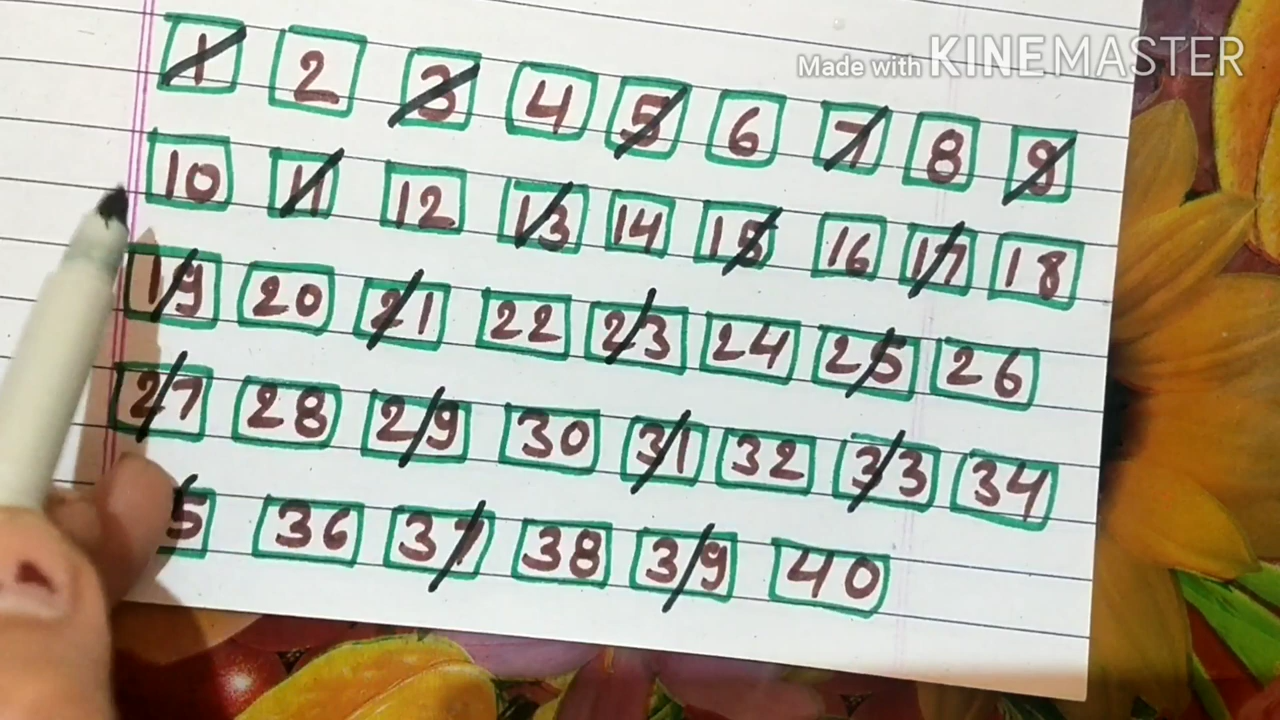 Made with KINEMASTER
1 2 3 4 5 6 7 8 9
10 11 12 13 14 15 16 17 18
19 20 21 22 23 24 25 26
27 28 29 30 31 32 33 34
5 36 37 38 39 40